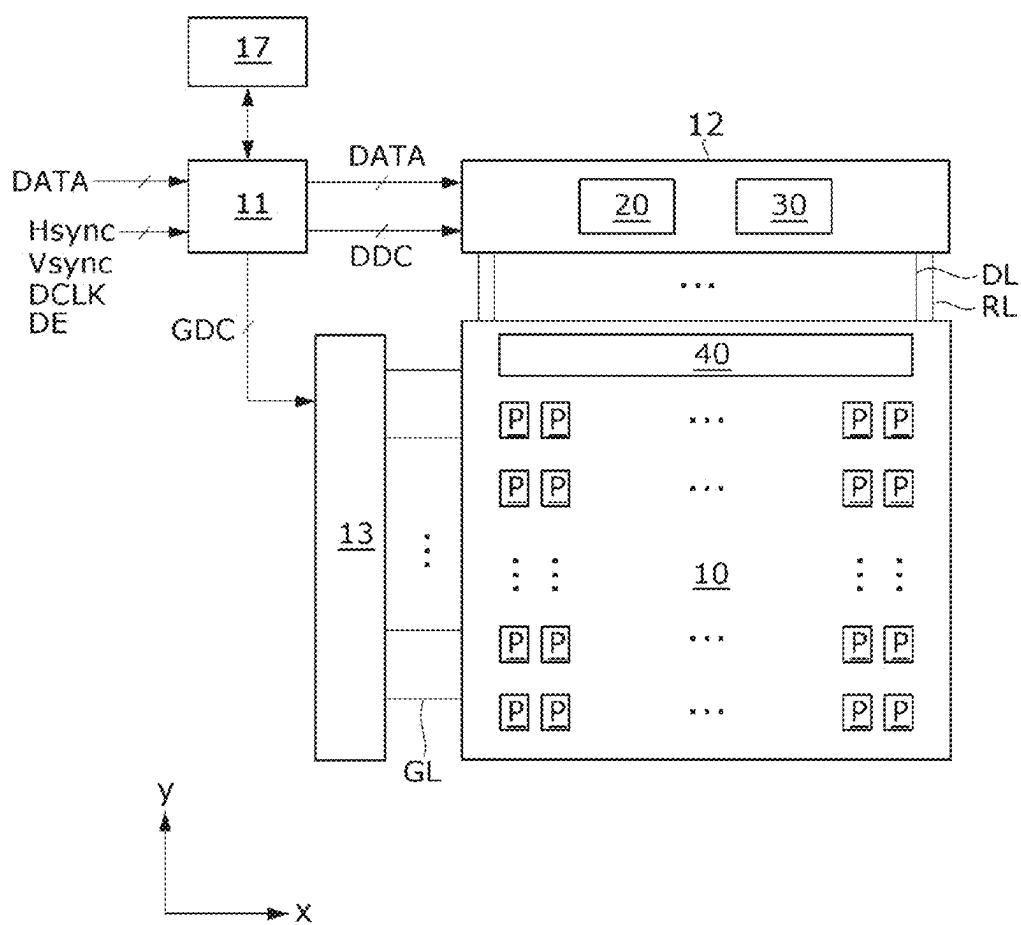 17
12
DATA
DATA
11
20
30
Hsync
DDC
Vsync
DCLK
DE
DL
RL
GDC
40
P P ... P P
P P ... P P
13
10
P P ... P P
P P ... P P
GL
y
x